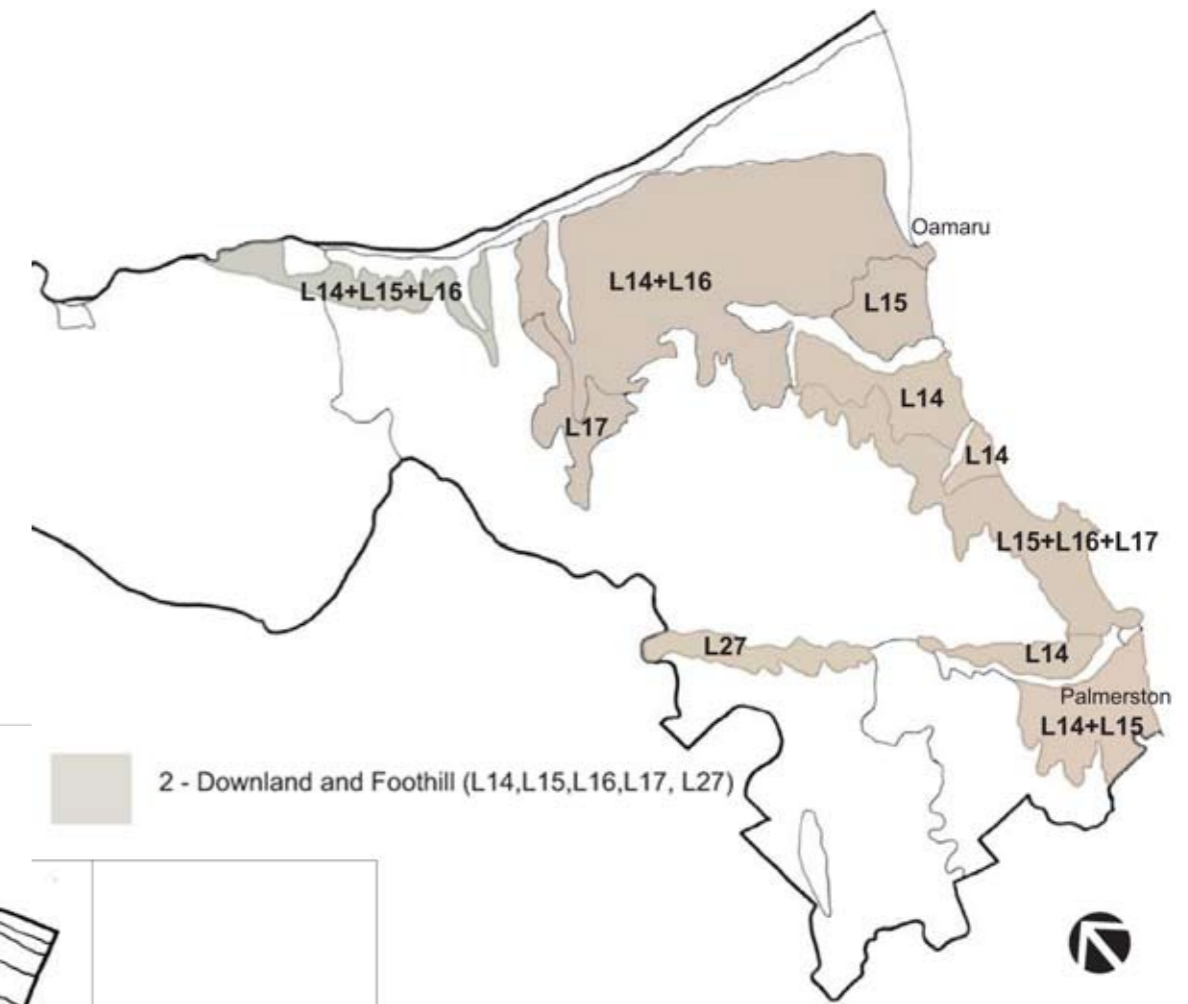 Oamaru
L14+L16
L14+L15+L16
L15
L14
L17
L14
L15+L16+L17
L27
L14
Palmerston
L14+L15
2 - Downland and Foothill (L14,L15,L16,L17, L27)